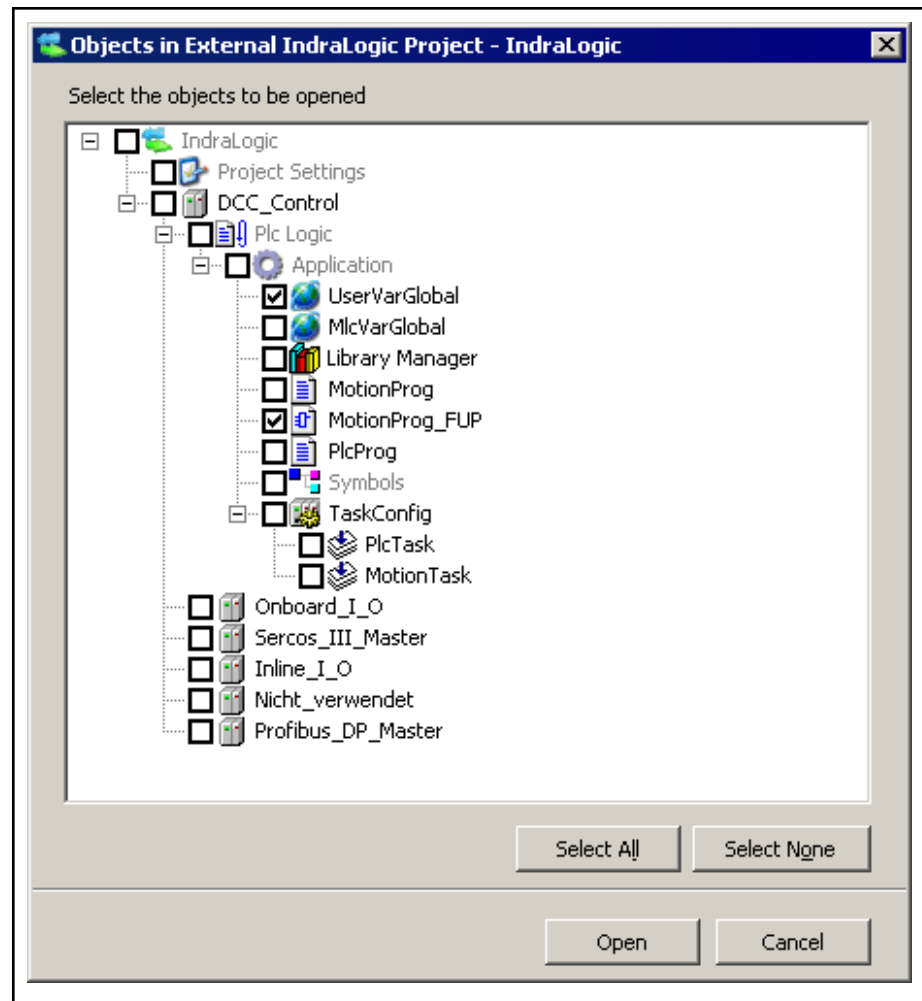 Objects in External IndraLogic Project - IndraLogic
Select the objects to be opened
IndraLogic
Project Settings
DCC_Control
Plc Logic
Application
UserVarGlobal
MlcVarGlobal
Library Manager
MotionProg
MotionProg_FUP
PlcProg
Symbols
TaskConfig
PlcTask
MotionTask
Onboard_I_O
Sercos_III_Master
Inline_I_O
Nicht_verwendet
Profibus_DP_Master
Select All Select None
Open Cancel